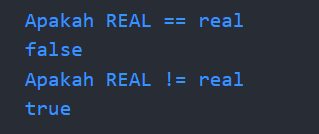 Apakah REAL == real
false
Apakah REAL != real
true